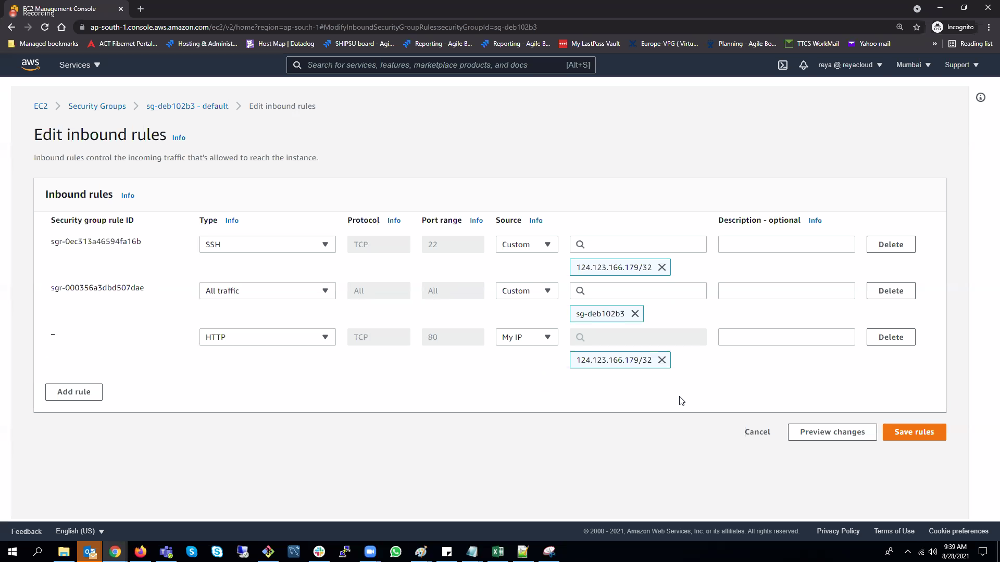 EC2 Management Console
Recording
ap-south-1.console.aws.amazon.com/ec2/v2/home?region=ap-south-1#ModifyInboundSecurityGroupRules:securityGroupId=sg-deb102b3
Incognito
Managed bookmarks ACT Fibernet Portal... Hosting & Administ... Host Map | Datadog SHIPSU board - Agi... Reporting - Agile B... Reporting - Agile B... My LastPass Vault Europe-VPG ( Virtu... Planning - Agile Bo... TTCS WorkMail Yahoo mail » Reading list
aws Services Search for services, features, marketplace products, and docs [Alt+S] reya @ reyacloud Mumbai Support
EC2 Security Groups sg-deb102b3 - default Edit inbound rules
Edit inbound rules Info
Inbound rules control the incoming traffic that's allowed to reach the instance.
Inbound rules Info
Security group rule ID Type Info Protocol Info Port range Info Source Info Description - optional Info
sgr-0ec313a46594fa16b SSH TCP 22 Custom Delete
124.123.166.179/32
sgr-000356a3dbd507dae All traffic All All Custom Delete
sg-deb102b3
– HTTP TCP 80 My IP Delete
124.123.166.179/32
Add rule
Cancel Preview changes Save rules
Feedback English (US) © 2008 - 2021, Amazon Web Services, Inc. or its affiliates. All rights reserved. Privacy Policy Terms of Use Cookie preferences
9:39 AM
8/28/2021